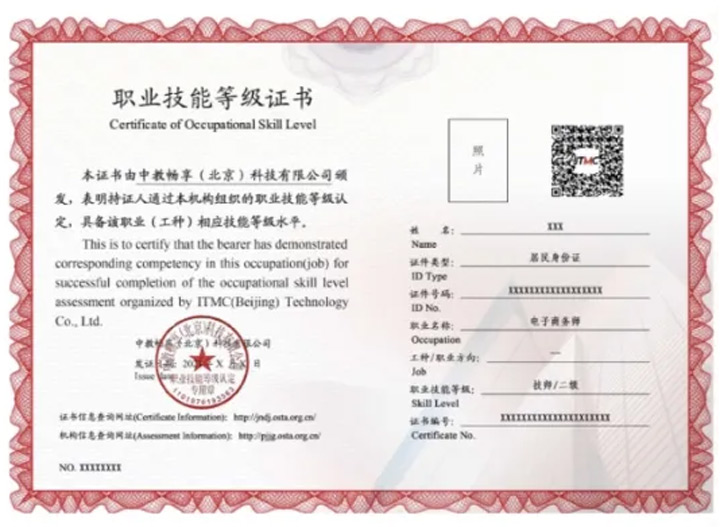 职业技能等级证书
Certificate of Occupational Skill Level
本证书由中教畅享（北京）科技有限公司颁
发，表明持证人通过本机构组织的职业技能等级认
定，具备该职业（工种）相应技能等级水平。
This is to certify that the bearer has demonstrated
corresponding competency in this occupation(job) for
successful completion of the occupational skill level
assessment organized by ITMC(Beijing) Technology
Co., Ltd.
中教畅享（北京）科技有限公司
发证日期: 202 X 月 X 日
Issue date
职业技能等级认定
专用章
证书信息查询网址(Certificate Information): http://jndj.osta.org.cn/
机构信息查询网址(Assessment Information): http://pjjg.osta.org.cn/
NO. XXXXXXXX
照
片
ITMC
姓 名: XXX
Name
证件类型: 居民身份证
ID Type
证件号码: XXXXXXXXXXXXXXXXXX
ID No.
职业名称: 电子商务师
Occupation
工种/职业方向: —
Job
职业技能等级: 技师/二级
Skill Level
证书编号: XXXXXXXXXXXXXXXXXXXXX
Certificate No.